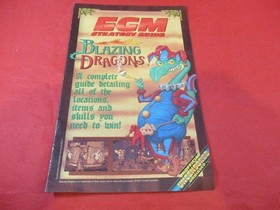 EGM
STRATEGY GUIDE
BLAZING
DRAGONS
A complete
guide detailing
all of the
locations,
items and
skills you
need to win!